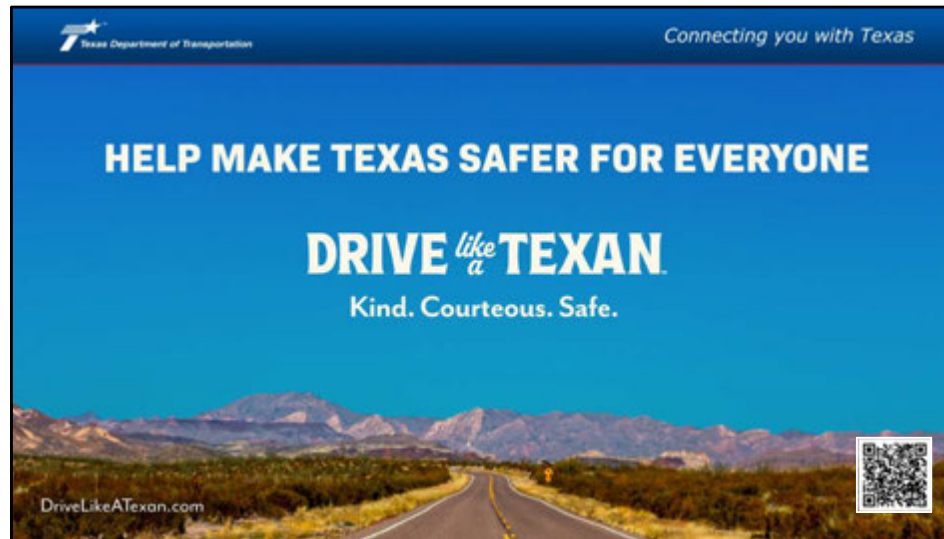 Texas Department of Transportation
Connecting you with Texas
HELP MAKE TEXAS SAFER FOR EVERYONE
DRIVE like a TEXAN
Kind. Courteous. Safe.
DriveLikeATexan.com